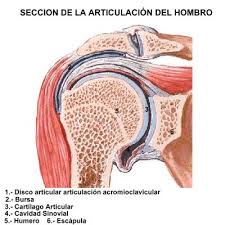 SECCION DE LA ARTICULACIÓN DEL HOMBRO
1.- Disco articular articulación acromioclavicular
2.- Bursa
3.- Cartílago Articular
4.- Cavidad Sinovial
5.- Humero 6.- Escápula